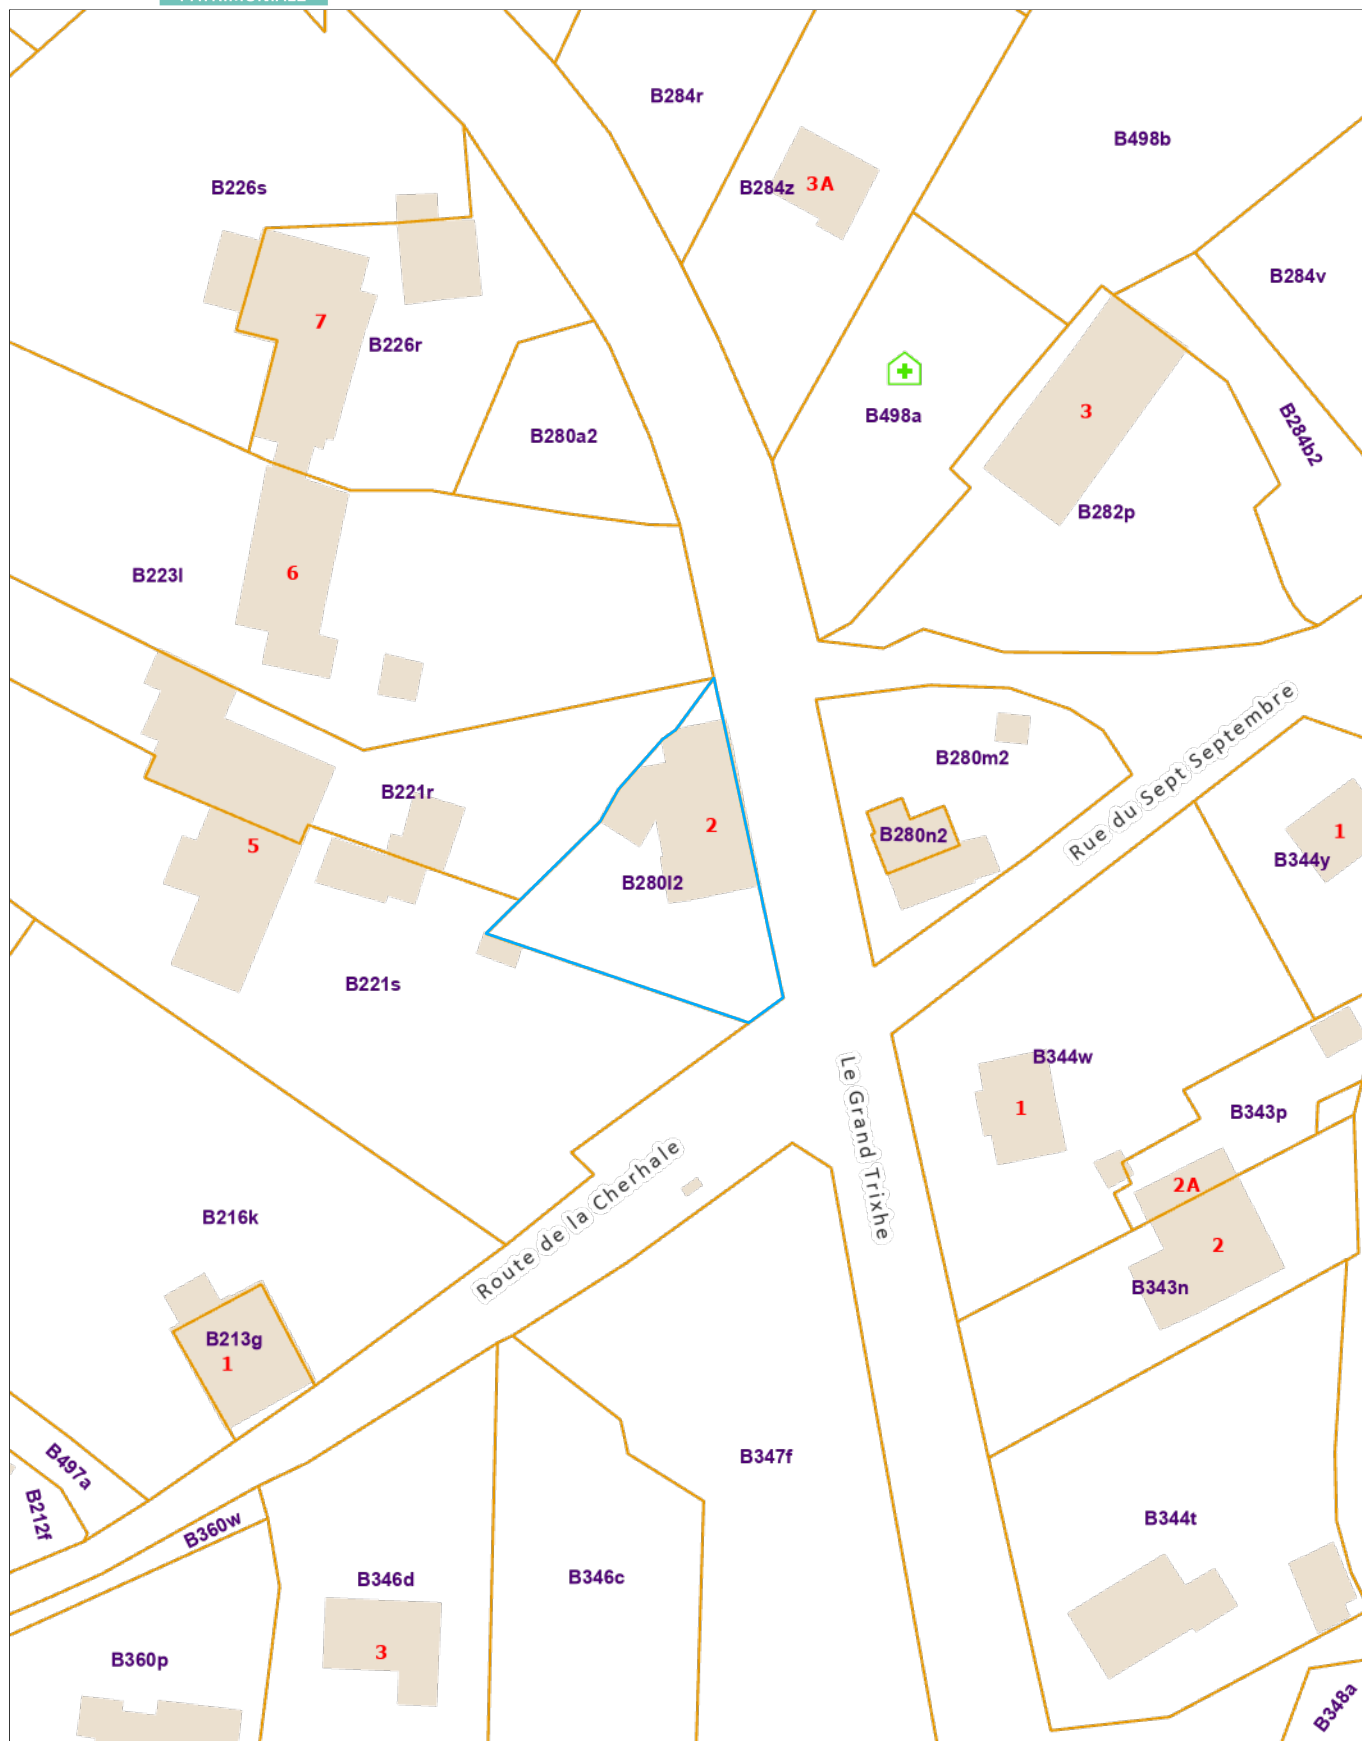 B284r
B498b
B284z
3A
B226s
B284v
7
B226r
B498a
3
B280a2
B284b2
B282p
6
B223l
Rue du Sept Septembre
B280m2
B221r
2
B280n2
1
B344y
5
B280l2
B221s
B344w
Le Grand Trixhe
1
B343p
Route de la Cherhale
2A
B216k
2
B343n
B213g
1
B497a
B347f
B212f
B360w
B344t
B346d
B346c
3
B360p
B348a